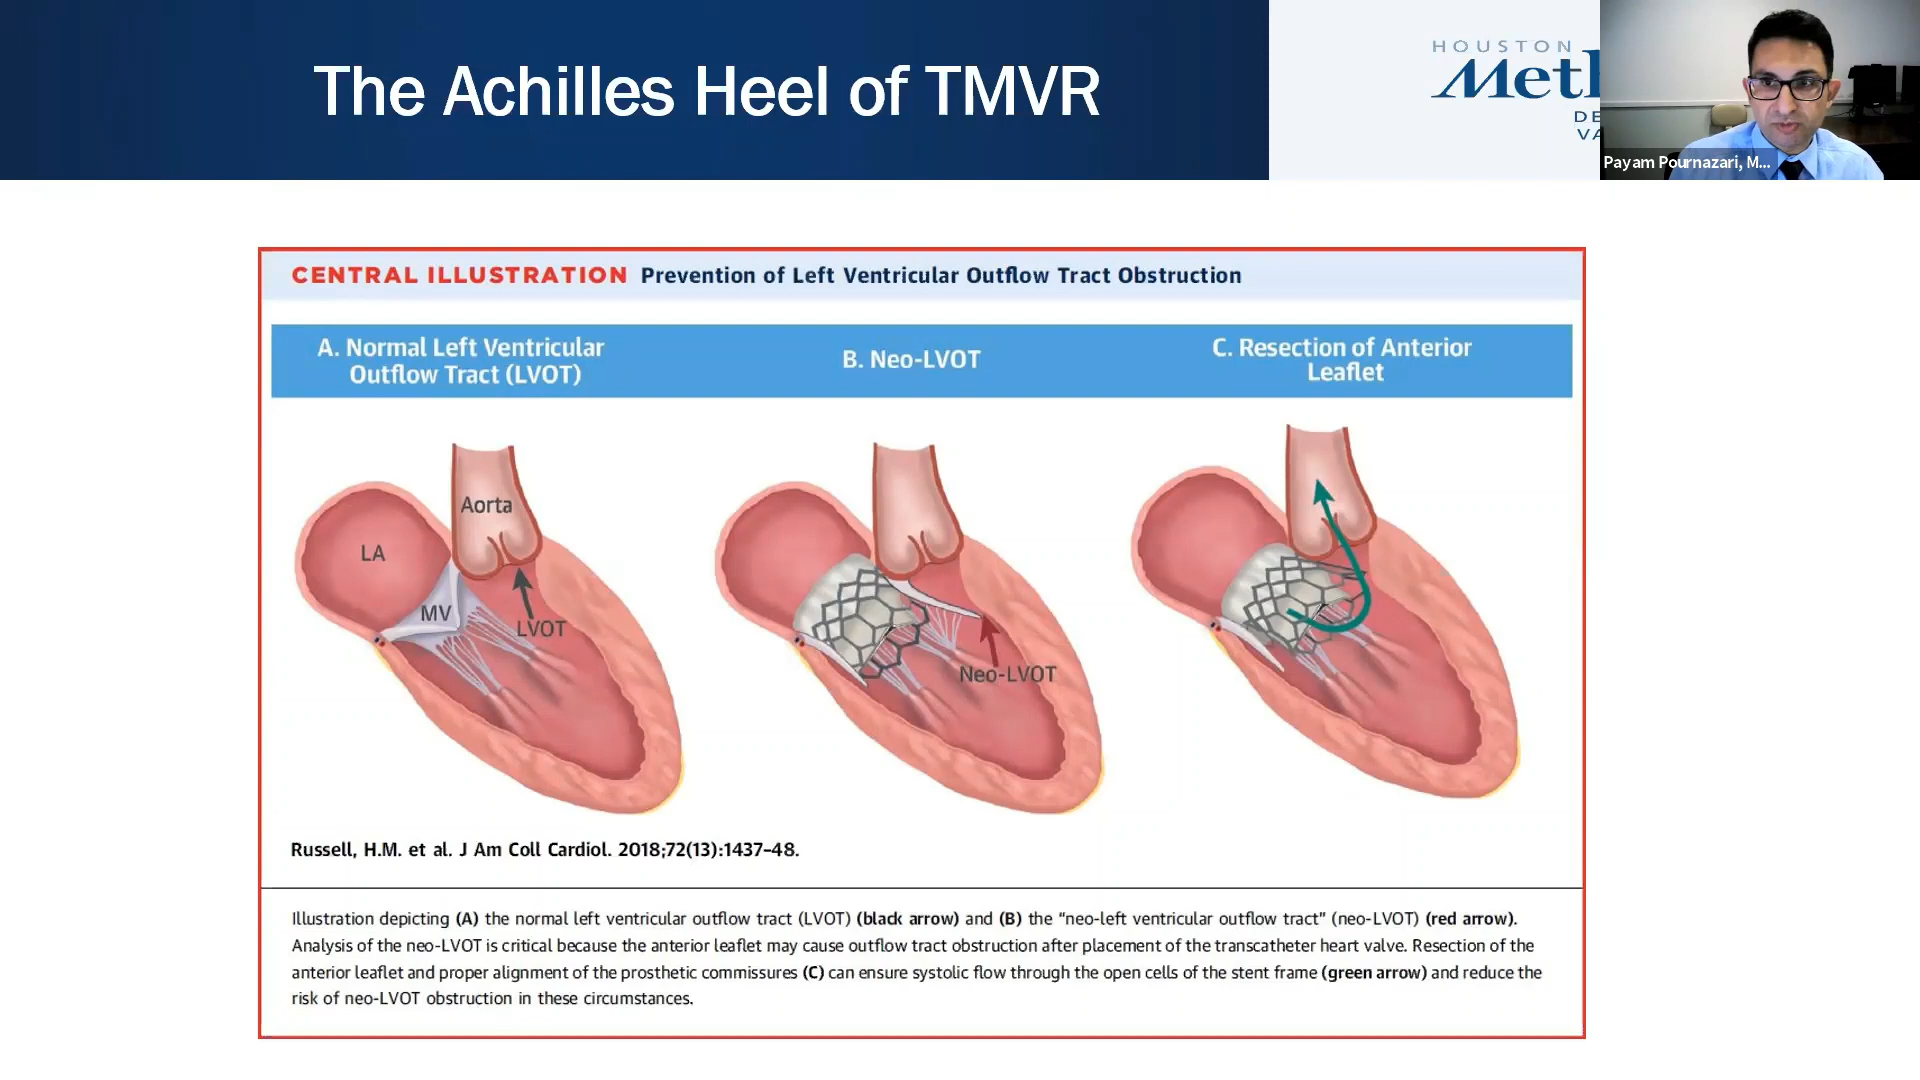 The Achilles Heel of TMVR
HOUSTON
Met
DE
VA
Payam Pournazari, M...
CENTRAL ILLUSTRATION Prevention of Left Ventricular Outflow Tract Obstruction
A. Normal Left Ventricular
Outflow Tract (LVOT)
B. Neo-LVOT
C. Resection of Anterior
Leaflet
Aorta
LA
MV
LVOT
Neo-LVOT
Russell, H.M. et al. J Am Coll Cardiol. 2018;72(13):1437–48.
Illustration depicting (A) the normal left ventricular outflow tract (LVOT) (black arrow) and (B) the “neo-left ventricular outflow tract” (neo-LVOT) (red arrow).
Analysis of the neo-LVOT is critical because the anterior leaflet may cause outflow tract obstruction after placement of the transcatheter heart valve. Resection of the
anterior leaflet and proper alignment of the prosthetic commissures (C) can ensure systolic flow through the open cells of the stent frame (green arrow) and reduce the
risk of neo-LVOT obstruction in these circumstances.